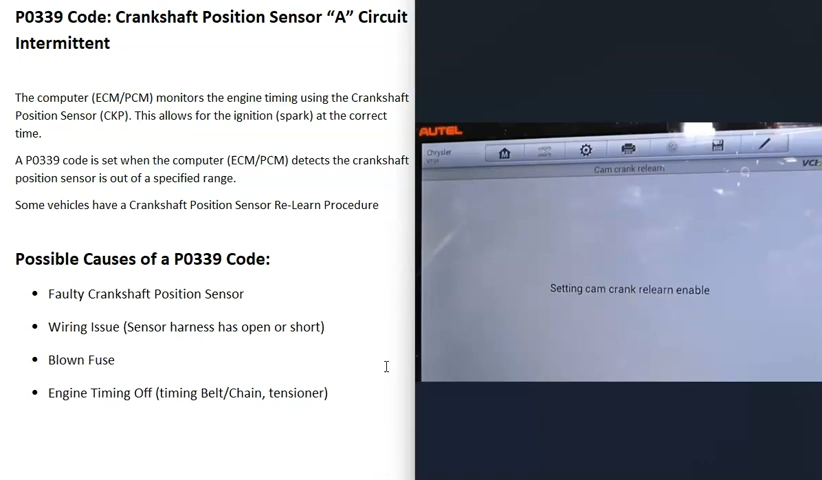 P0339 Code: Crankshaft Position Sensor “A” Circuit
Intermittent
The computer (ECM/PCM) monitors the engine timing using the Crankshaft
Position Sensor (CKP). This allows for the ignition (spark) at the correct
time.
A P0339 code is set when the computer (ECM/PCM) detects the crankshaft
position sensor is out of a specified range.
Some vehicles have a Crankshaft Position Sensor Re-Learn Procedure
Possible Causes of a P0339 Code:
• Faulty Crankshaft Position Sensor
• Wiring Issue (Sensor harness has open or short)
• Blown Fuse
• Engine Timing Off (timing Belt/Chain, tensioner)
AUTEL
Chrysler
VCI
Cam crank relearn
Setting cam crank relearn enable